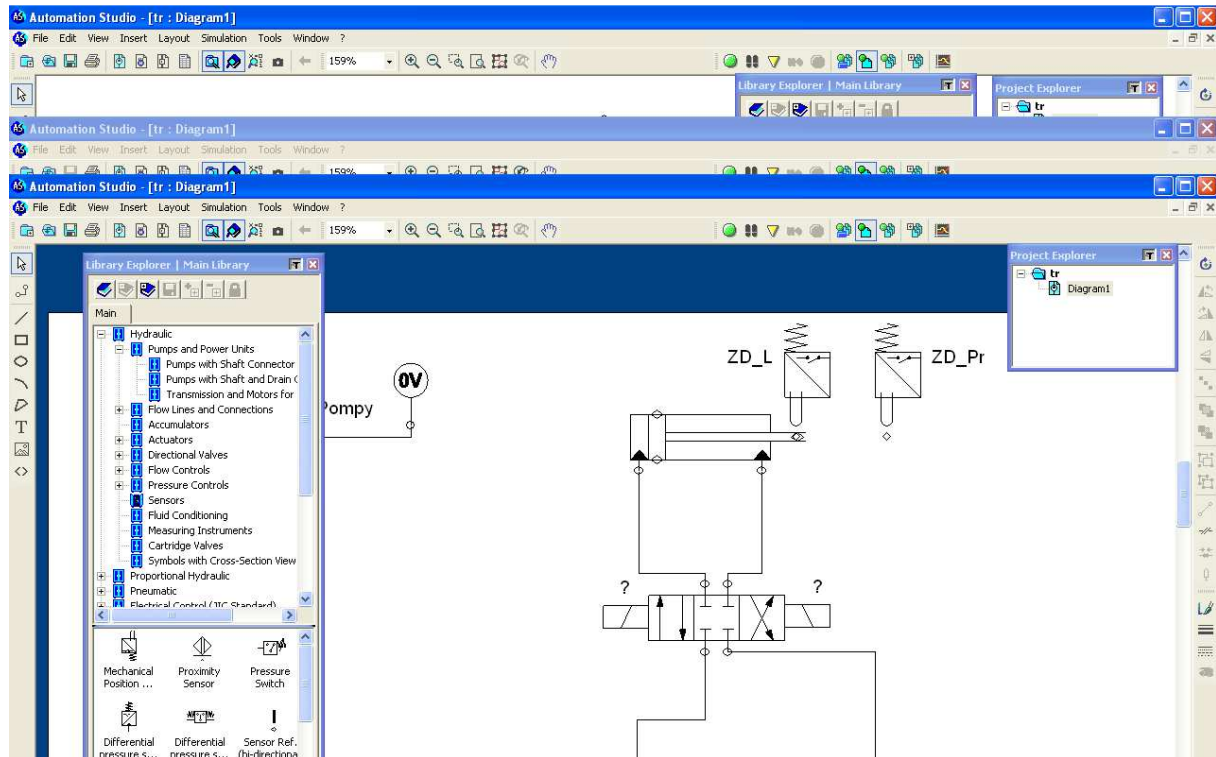 Automation Studio - [tr : Diagram1]
File Edit View Insert Layout Simulation Tools Window ?
159%
Library Explorer | Main Library
Project Explorer
tr
Automation Studio - [tr : Diagram1]
File Edit View Insert Layout Simulation Tools Window ?
159%
Automation Studio - [tr : Diagram1]
File Edit View Insert Layout Simulation Tools Window ?
159%
Library Explorer | Main Library
Main
Hydraulic
Pumps and Power Units
Pumps with Shaft Connector
Pumps with Shaft and Drain
Transmission and Motors for
Flow Lines and Connections
Accumulators
Actuators
Directional Valves
Flow Controls
Pressure Controls
Sensors
Fluid Conditioning
Measuring Instruments
Cartridge Valves
Symbols with Cross-Section View
Proportional Hydraulic
Pneumatic
Electrical Control (JIC Standard)
Mechanical Position ...
Proximity Sensor
Pressure Switch
Differential pressure s...
Differential pressure s...
Sensor Ref. (bi-directiona
Project Explorer
tr
Diagram1
0V
Pompy
ZD_L
ZD_Pr
?
?